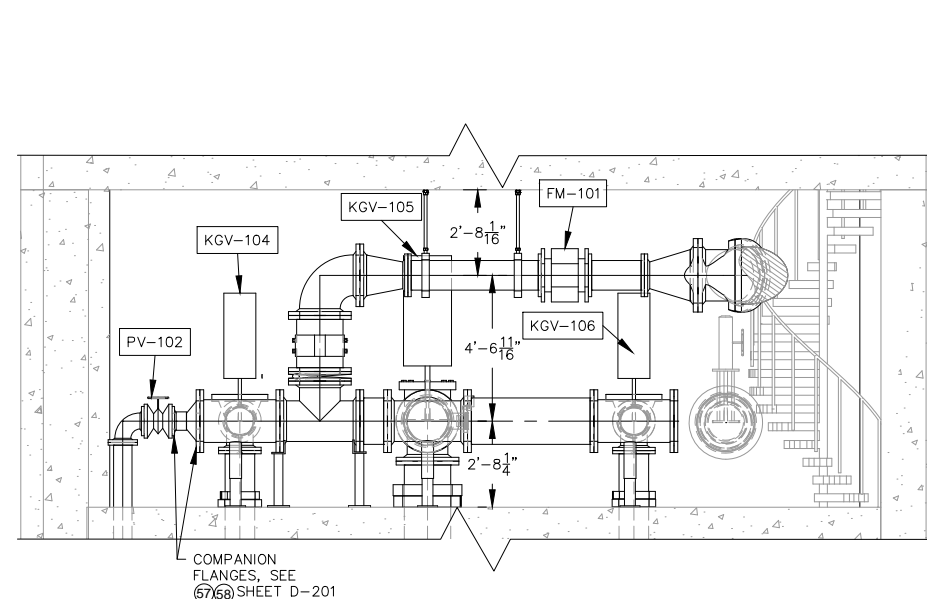 FM-101
KGV-105
2'-8 1/16"
KGV-104
KGV-106
PV-102
4'-6 11/16"
2'-8 1/4"
COMPANION
FLANGES, SEE
57 58 SHEET D-201